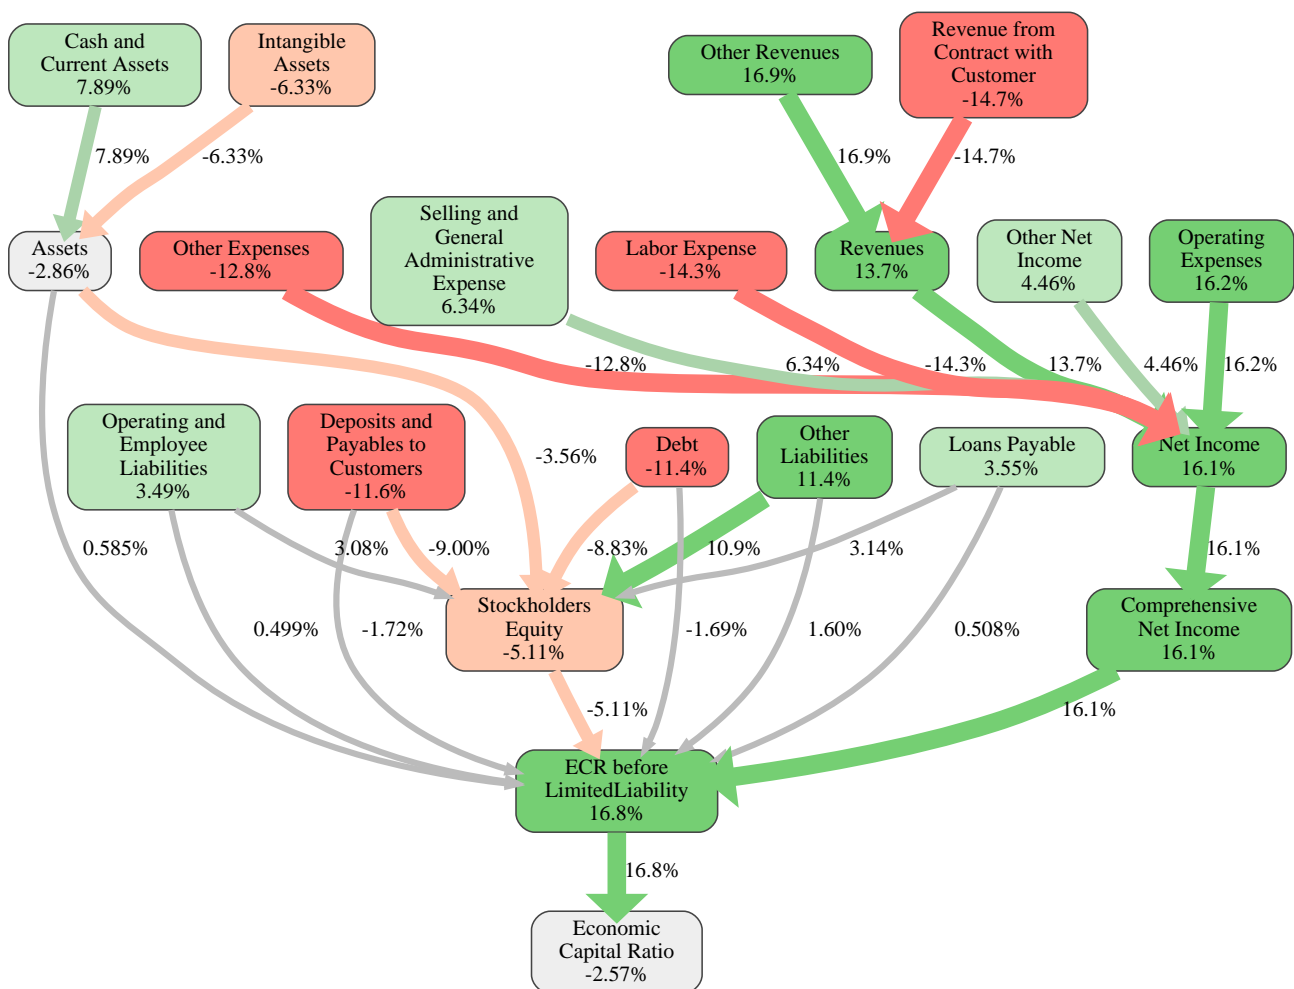 Cash and
Current Assets
7.89%
Intangible
Assets
-6.33%
Other Revenues
16.9%
Revenue from
Contract with
Customer
-14.7%
7.89%
-6.33%
16.9%
-14.7%
Assets
-2.86%
Other Expenses
-12.8%
Selling and
General
Administrative
Expense
6.34%
Labor Expense
-14.3%
Revenues
13.7%
Other Net
Income
4.46%
Operating
Expenses
16.2%
-12.8%
6.34%
-14.3%
13.7%
4.46%
16.2%
Operating and
Employee
Liabilities
3.49%
Deposits and
Payables to
Customers
-11.6%
-3.56%
Debt
-11.4%
Other
Liabilities
11.4%
Loans Payable
3.55%
Net Income
16.1%
0.585%
3.08%
-9.00%
-8.83%
10.9%
3.14%
16.1%
0.499%
-1.72%
Stockholders
Equity
-5.11%
-1.69%
1.60%
0.508%
Comprehensive
Net Income
16.1%
-5.11%
16.1%
ECR before
LimitedLiability
16.8%
16.8%
Economic
Capital Ratio
-2.57%